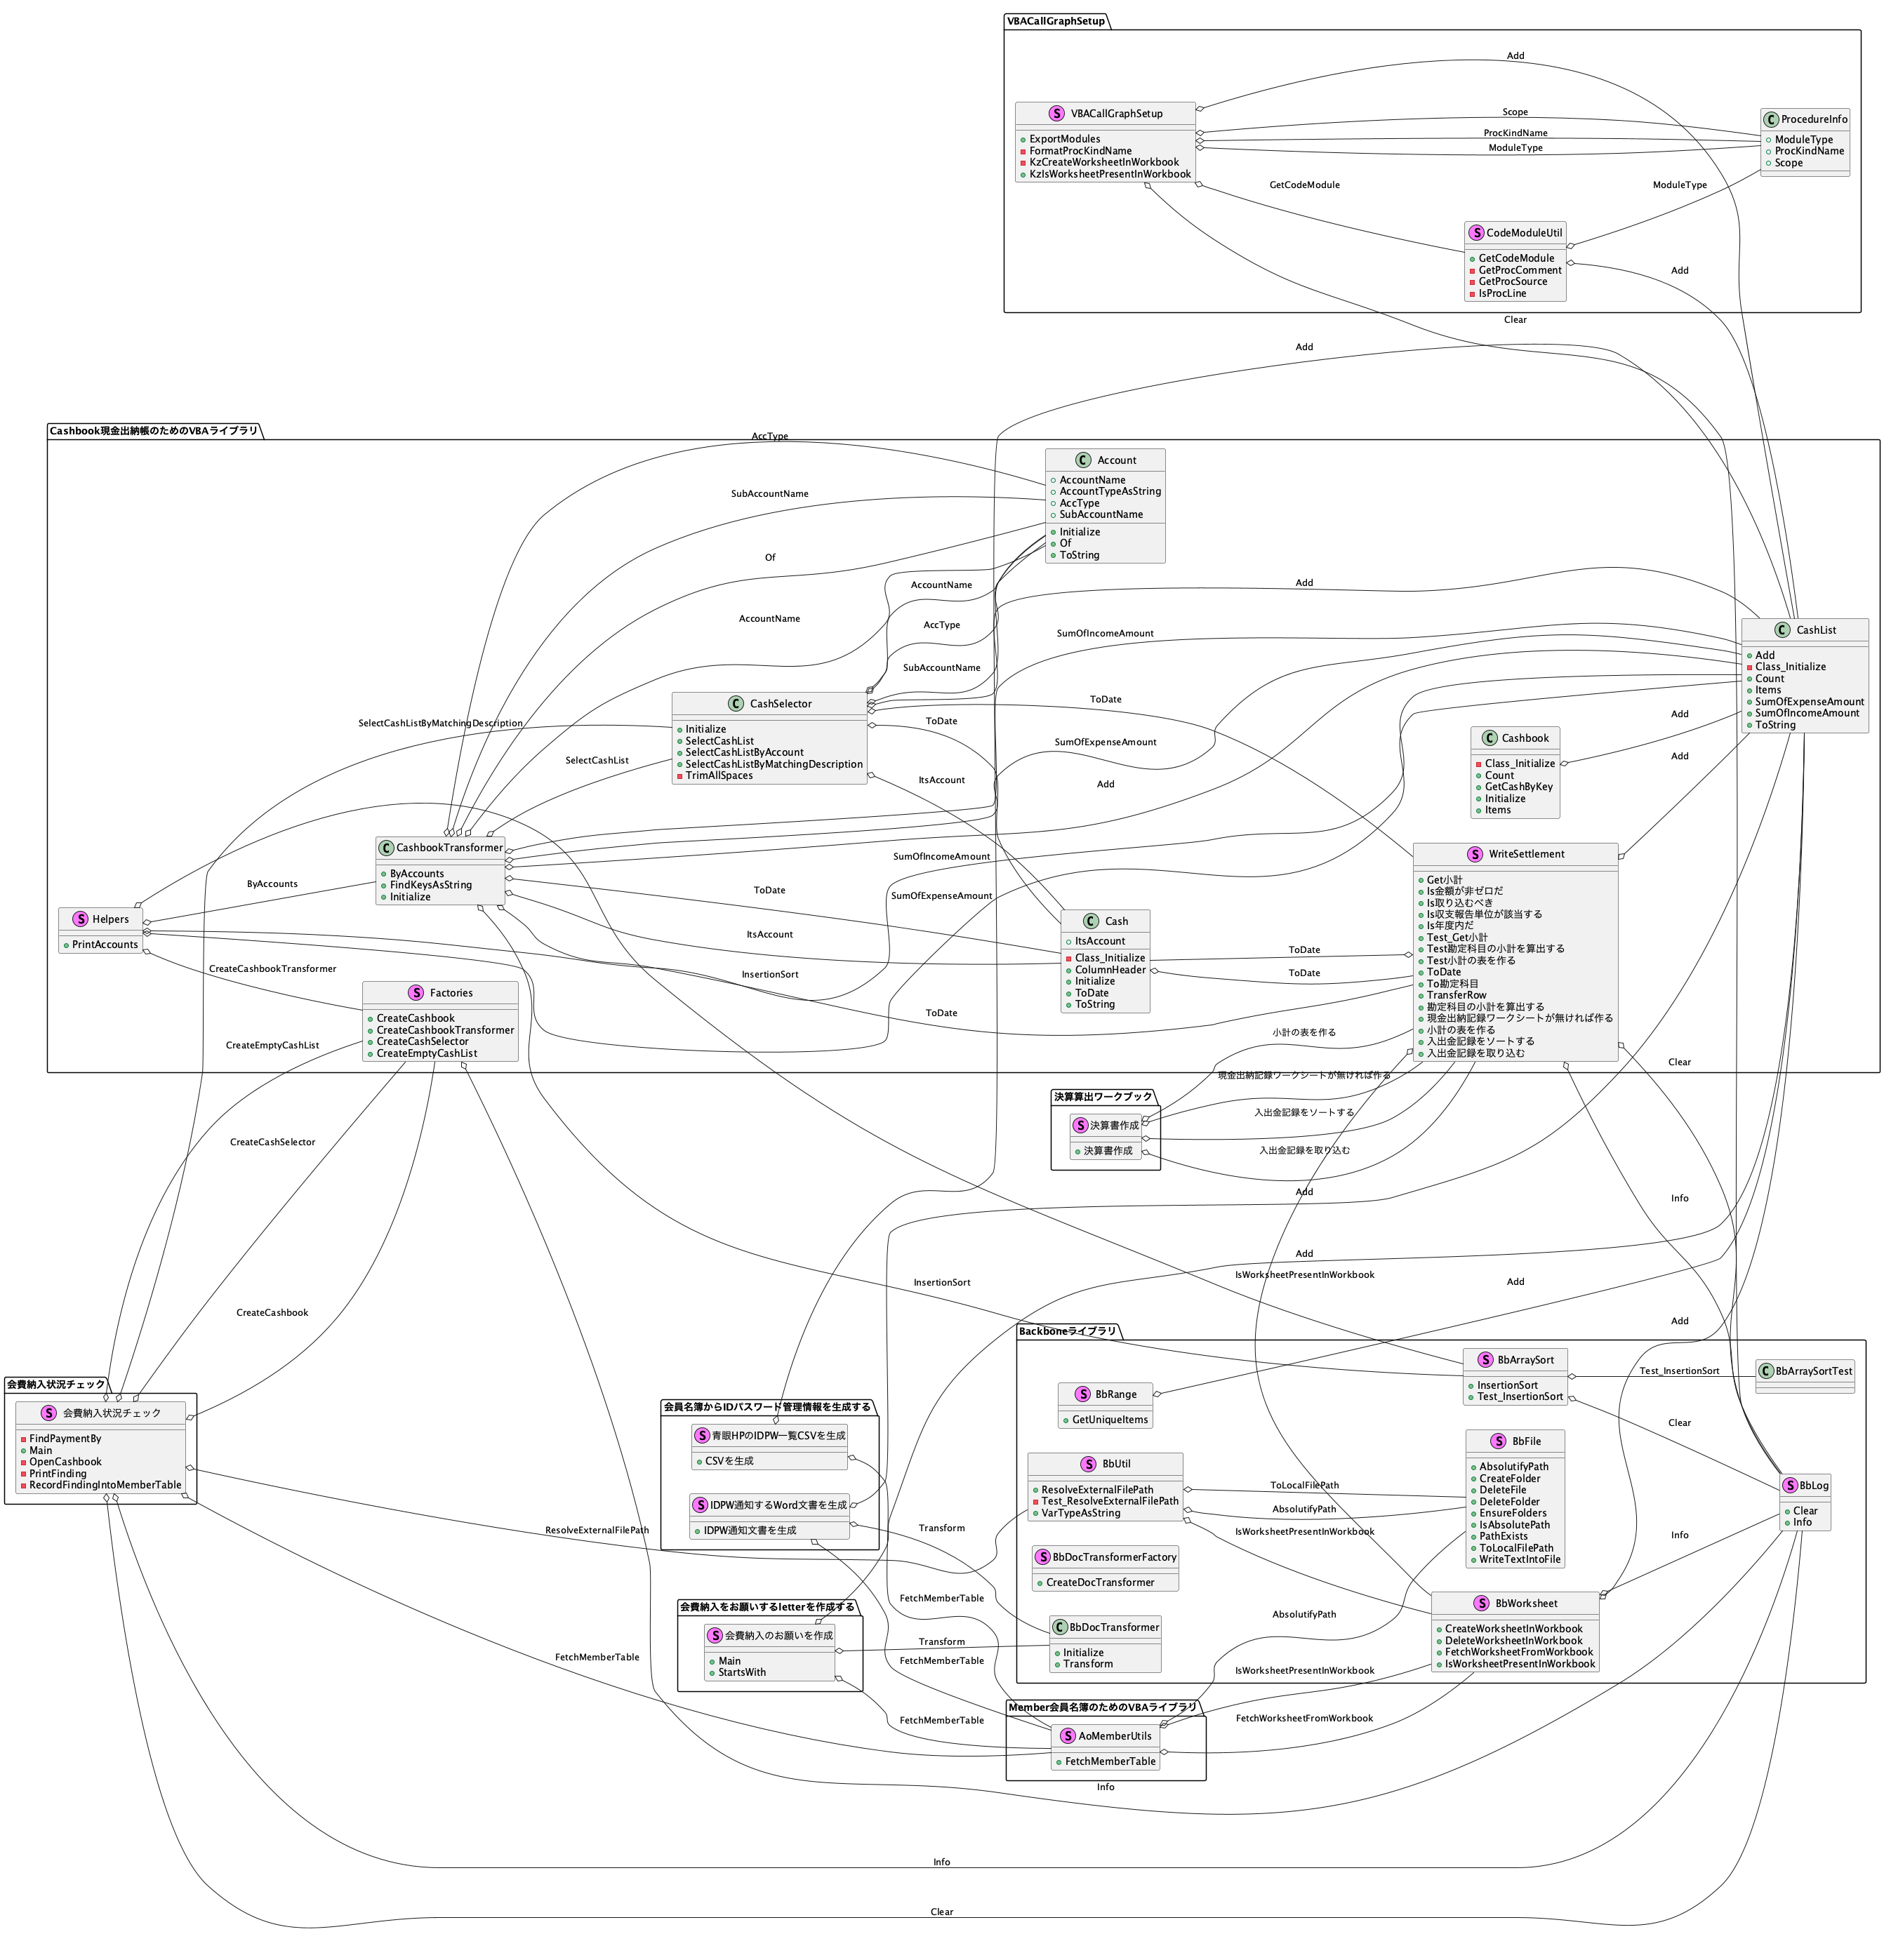 VBACallGraphSetup
VBACallGraphSetup
ExportModules
FormatProcKindName
KzCreateWorksheetInWorkbook
KzIsWorksheetPresentInWorkbook
ProcedureInfo
ModuleType
ProcKindName
Scope
CodeModuleUtil
GetCodeModule
GetProcComment
GetProcSource
IsProcLine
Add
Scope
ProcKindName
ModuleType
GetCodeModule
ModuleType
Add
Clear
Add
Cashbook現金出納帳のためのVBAライブラリ
AccType
SubAccountName
Of
AccountName
Account
AccountName
AccountTypeAsString
AccType
SubAccountName
Initialize
Of
ToString
AccountName
AccType
SubAccountName
Add
SumOfIncomeAmount
CashList
Add
Class_Initialize
Count
Items
SumOfExpenseAmount
SumOfIncomeAmount
ToString
CashSelector
Initialize
SelectCashList
SelectCashListByAccount
SelectCashListByMatchingDescription
TrimAllSpaces
SelectCashListByMatchingDescription
SelectCashList
ToDate
ToDate
ItsAccount
SumOfExpenseAmount
Add
Add
Add
Cashbook
Class_Initialize
Count
GetCashByKey
Initialize
Items
CashbookTransformer
ByAccounts
FindKeysAsString
Initialize
Helpers
PrintAccounts
ByAccounts
ToDate
ItsAccount
SumOfIncomeAmount
SumOfExpenseAmount
InsertionSort
ToDate
CreateCashbookTransformer
CreateEmptyCashList
Factories
CreateCashbook
CreateCashbookTransformer
CreateCashSelector
CreateEmptyCashList
Cash
ItsAccount
Class_Initialize
ColumnHeader
Initialize
ToDate
ToString
ToDate
ToDate
WriteSettlement
Get小計
Is金額が非ゼロだ
Is取り込むべき
Is収支報告単位が該当する
Is年度内だ
Test_Get小計
Test勘定科目の小計を算出する
Test小計の表を作る
ToDate
To勘定科目
TransferRow
勘定科目の小計を算出する
現金出納記録ワークシートが無ければ作る
小計の表を作る
入出金記録をソートする
入出金記録を取り込む
小計の表を作る
現金出納記録ワークシートが無ければ作る
入出金記録をソートする
入出金記録を取り込む
Clear
決算算出ワークブック
決算書作成
決算書作成
CreateCashSelector
CreateCashbook
Add
Info
Add
IsWorksheetPresentInWorkbook
InsertionSort
Add
Add
会費納入状況チェック
会費納入状況チェック
FindPaymentBy
Main
OpenCashbook
PrintFinding
RecordFindingIntoMemberTable
会員名簿からIDパスワード管理情報を生成する
青眼HPのIDPW一覧CSVを生成
CSVを生成
IDPW通知するWord文書を生成
IDPW通知文書を生成
ResolveExternalFilePath
Transform
FetchMemberTable
会費納入をお願いするletterを作成する
会費納入のお願いを作成
Main
StartsWith
Transform
FetchMemberTable
FetchMemberTable
FetchMemberTable
Backboneライブラリ
BbRange
GetUniqueItems
BbArraySort
InsertionSort
Test_InsertionSort
Test_InsertionSort
BbArraySortTest
Clear
BbUtil
ResolveExternalFilePath
Test_ResolveExternalFilePath
VarTypeAsString
ToLocalFilePath
AbsolutifyPath
IsWorksheetPresentInWorkbook
BbFile
AbsolutifyPath
CreateFolder
DeleteFile
DeleteFolder
EnsureFolders
IsAbsolutePath
PathExists
ToLocalFilePath
WriteTextIntoFile
BbLog
Clear
Info
Info
BbDocTransformerFactory
CreateDocTransformer
BbDocTransformer
Initialize
Transform
AbsolutifyPath
BbWorksheet
CreateWorksheetInWorkbook
DeleteWorksheetInWorkbook
FetchWorksheetFromWorkbook
IsWorksheetPresentInWorkbook
IsWorksheetPresentInWorkbook
FetchWorksheetFromWorkbook
Member会員名簿のためのVBAライブラリ
AoMemberUtils
FetchMemberTable
Info
Info
Clear